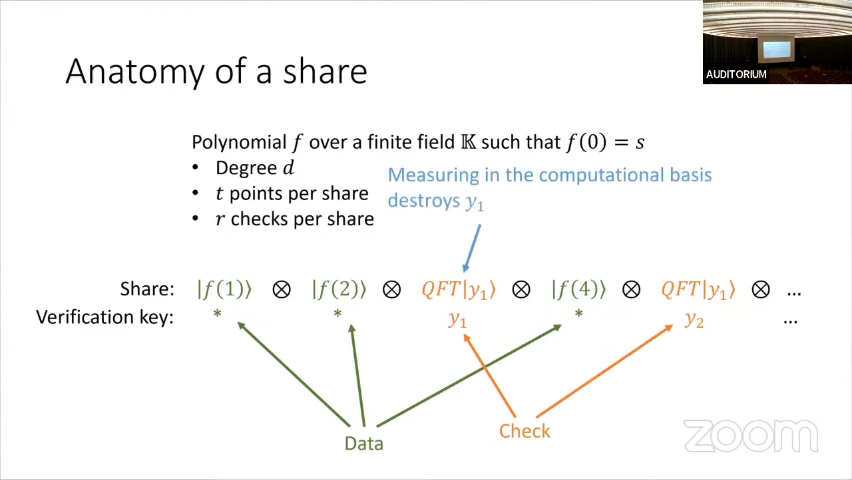 AUDITORIUM
Anatomy of a share
Polynomial f over a finite field 𝕂 such that f(0) = s
• Degree d
• t points per share
• r checks per share
Measuring in the computational basis
destroys y₁
Share: |f(1)⟩ ⊗ |f(2)⟩ ⊗ QFT|y₁⟩ ⊗ |f(4)⟩ ⊗ QFT|y₁⟩ ⊗ ...
Verification key: * * y₁ * y₂ ...
Data
Check
zoom